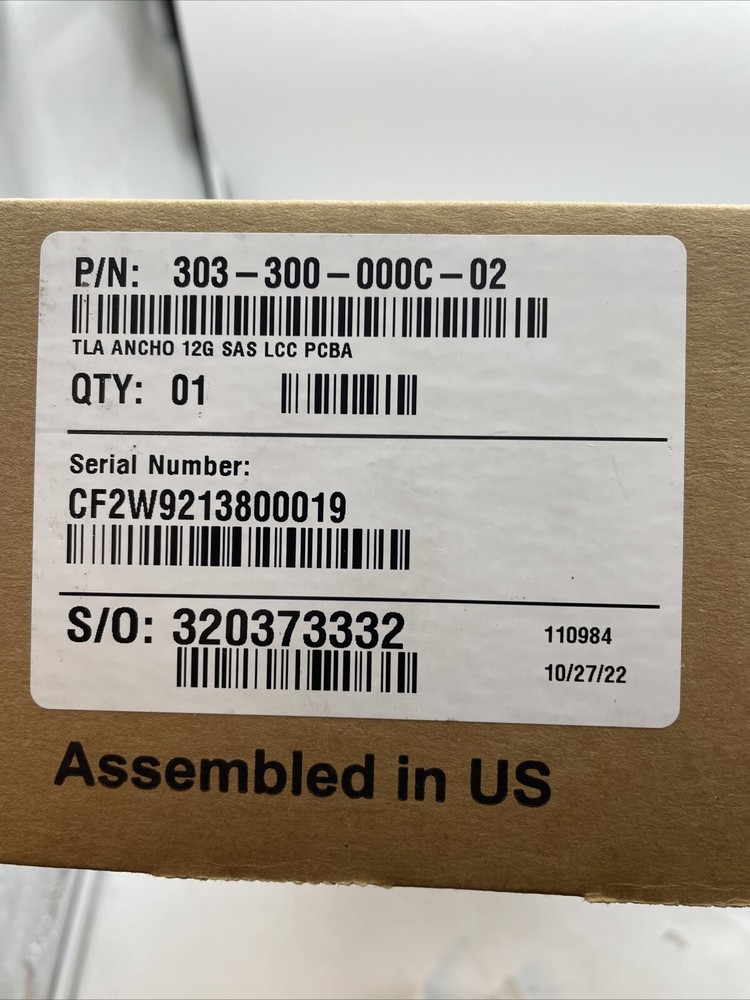 P/N: 303-300-000C-02
TLA ANCHO 12G SAS LCC PCBA
QTY: 01
Serial Number:
CF2W9213800019
S/O: 320373332
110984
10/27/22
Assembled in US